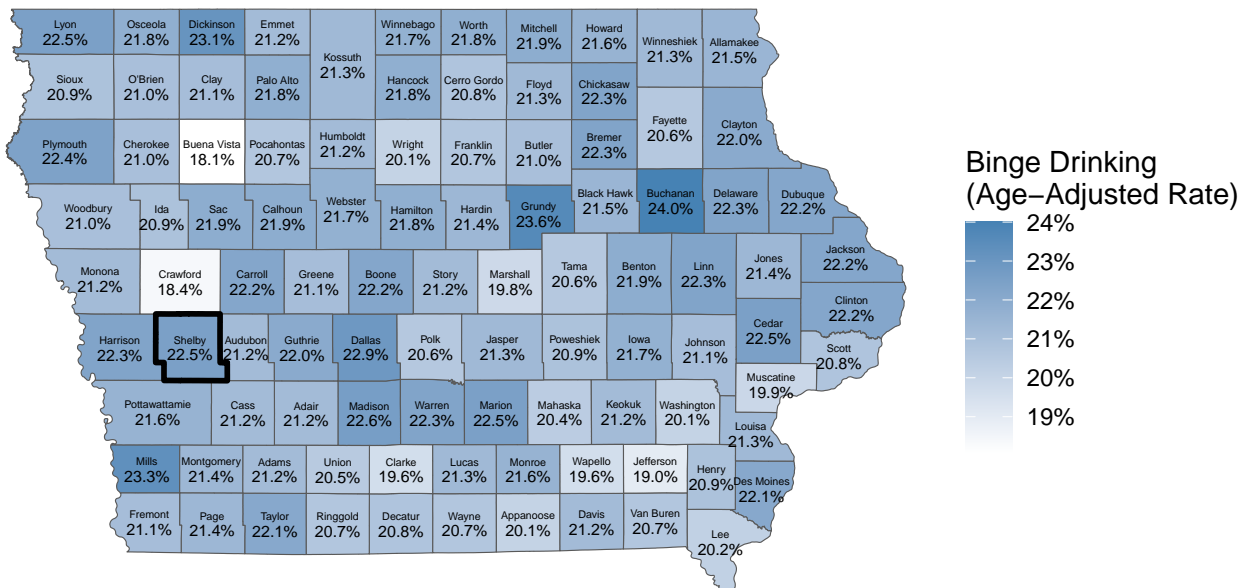 Lyon
22.5%
Osceola
21.8%
Dickinson
23.1%
Emmet
21.2%
Kossuth
21.3%
Winnebago
21.7%
Worth
21.8%
Mitchell
21.9%
Howard
21.6%
Winneshiek
21.3%
Allamakee
21.5%
Sioux
20.9%
O'Brien
21.0%
Clay
21.1%
Palo Alto
21.8%
Hancock
21.8%
Cerro Gordo
20.8%
Floyd
21.3%
Chickasaw
22.3%
Fayette
20.6%
Clayton
22.0%
Plymouth
22.4%
Cherokee
21.0%
Buena Vista
18.1%
Pocahontas
20.7%
Humboldt
21.2%
Wright
20.1%
Franklin
20.7%
Butler
21.0%
Bremer
22.3%
Woodbury
21.0%
Ida
20.9%
Sac
21.9%
Calhoun
21.9%
Webster
21.7%
Hamilton
21.8%
Hardin
21.4%
Grundy
23.6%
Black Hawk
21.5%
Buchanan
24.0%
Delaware
22.3%
Dubuque
22.2%
Monona
21.2%
Crawford
18.4%
Carroll
22.2%
Greene
21.1%
Boone
22.2%
Story
21.2%
Marshall
19.8%
Tama
20.6%
Benton
21.9%
Linn
22.3%
Jones
21.4%
Jackson
22.2%
Clinton
22.2%
Harrison
22.3%
Shelby
22.5%
Audubon
21.2%
Guthrie
22.0%
Dallas
22.9%
Polk
20.6%
Jasper
21.3%
Poweshiek
20.9%
Iowa
21.7%
Johnson
21.1%
Cedar
22.5%
Scott
20.8%
Muscatine
19.9%
Pottawattamie
21.6%
Cass
21.2%
Adair
21.2%
Madison
22.6%
Warren
22.3%
Marion
22.5%
Mahaska
20.4%
Keokuk
21.2%
Washington
20.1%
Louisa
21.3%
Mills
23.3%
Montgomery
21.4%
Adams
21.2%
Union
20.5%
Clarke
19.6%
Lucas
21.3%
Monroe
21.6%
Wapello
19.6%
Jefferson
19.0%
Henry
20.9%
Des Moines
22.1%
Fremont
21.1%
Page
21.4%
Taylor
22.1%
Ringgold
20.7%
Decatur
20.8%
Wayne
20.7%
Appanoose
20.1%
Davis
21.2%
Van Buren
20.7%
Lee
20.2%
Binge Drinking
(Age−Adjusted Rate)
24%
23%
22%
21%
20%
19%